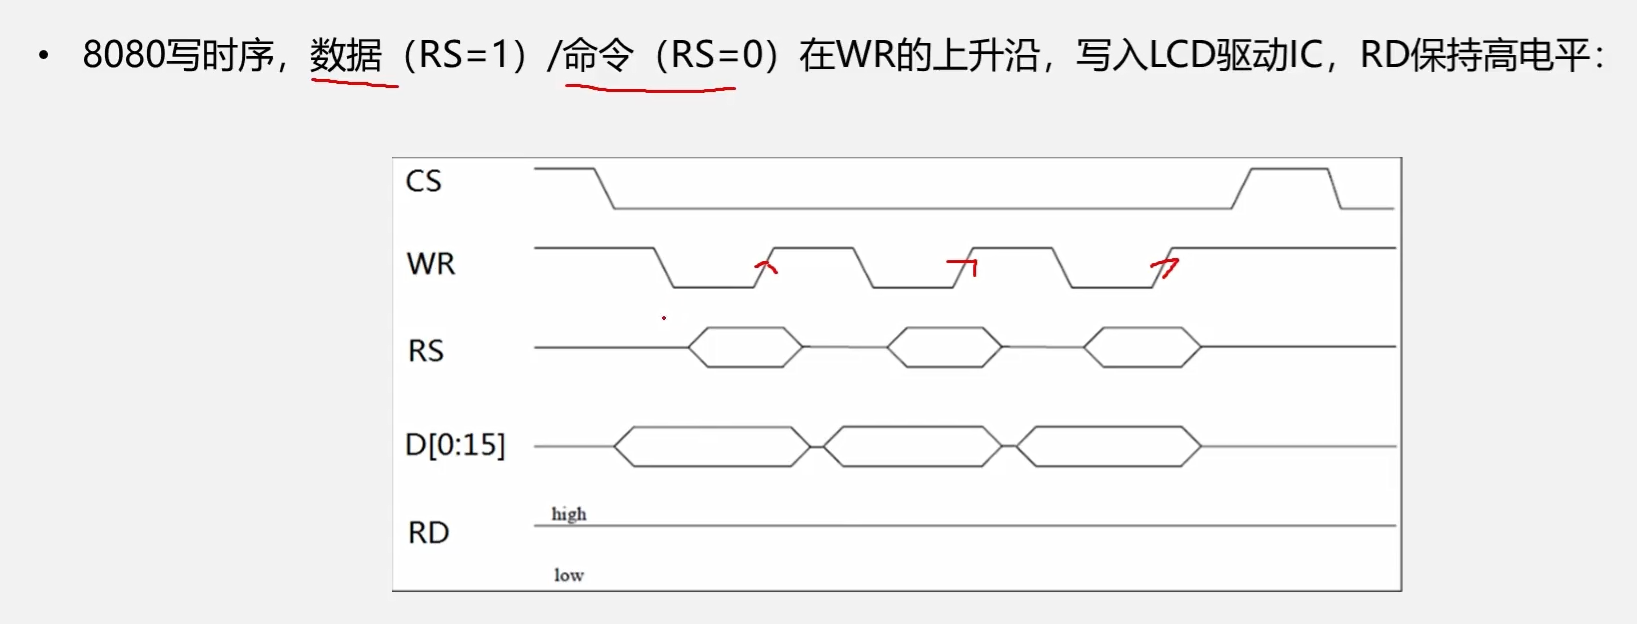 • 8080写时序，数据（RS=1）/命令（RS=0）在WR的上升沿，写入LCD驱动IC，RD保持高电平：
CS
WR
RS
D[0:15]
high
RD
low